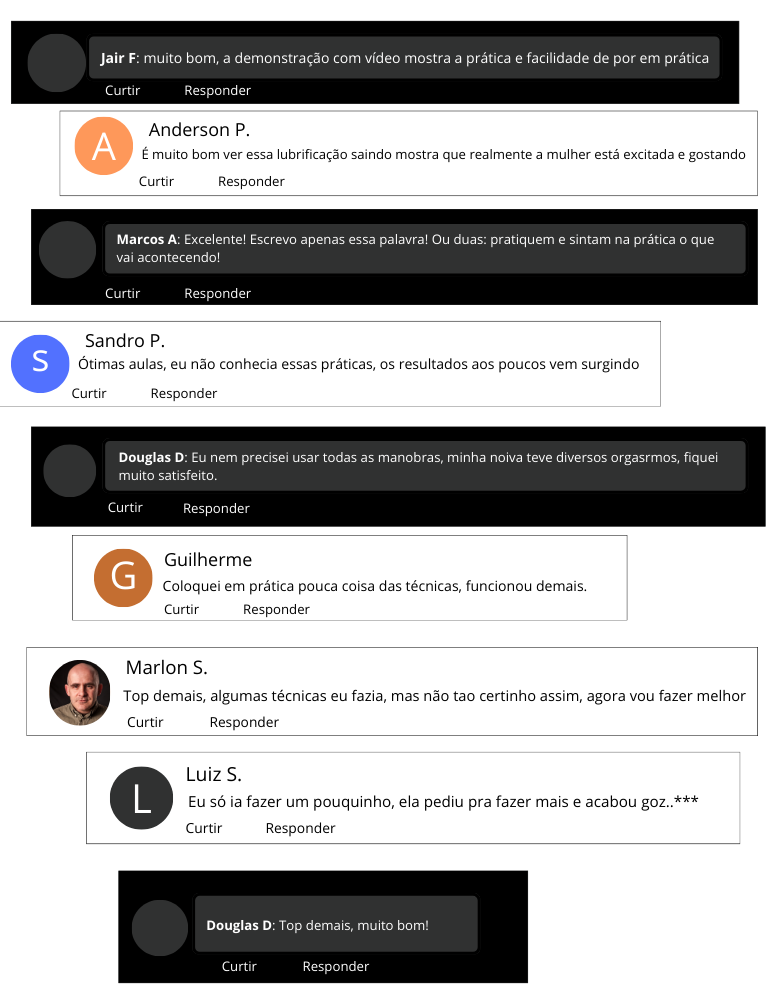 Jair F: muito bom, a demonstração com vídeo mostra a prática e facilidade de por em prática
Curtir Responder
A
Anderson P.
É muito bom ver essa lubrificação saindo mostra que realmente a mulher está excitada e gostando
Curtir Responder
Marcos A: Excelente! Escrevo apenas essa palavra! Ou duas: pratiquem e sintam na prática o que
vai acontecendo!
Curtir Responder
S
Sandro P.
Ótimas aulas, eu não conhecia essas práticas, os resultados aos poucos vem surgindo
Curtir Responder
Douglas D: Eu nem precisei usar todas as manobras, minha noiva teve diversos orgasrmos, fiquei
muito satisfeito.
Curtir Responder
G
Guilherme
Coloquei em prática pouca coisa das técnicas, funcionou demais.
Curtir Responder
Marlon S.
Top demais, algumas técnicas eu fazia, mas não tao certinho assim, agora vou fazer melhor
Curtir Responder
L
Luiz S.
Eu só ia fazer um pouquinho, ela pediu pra fazer mais e acabou goz..***
Curtir Responder
Douglas D: Top demais, muito bom!
Curtir Responder